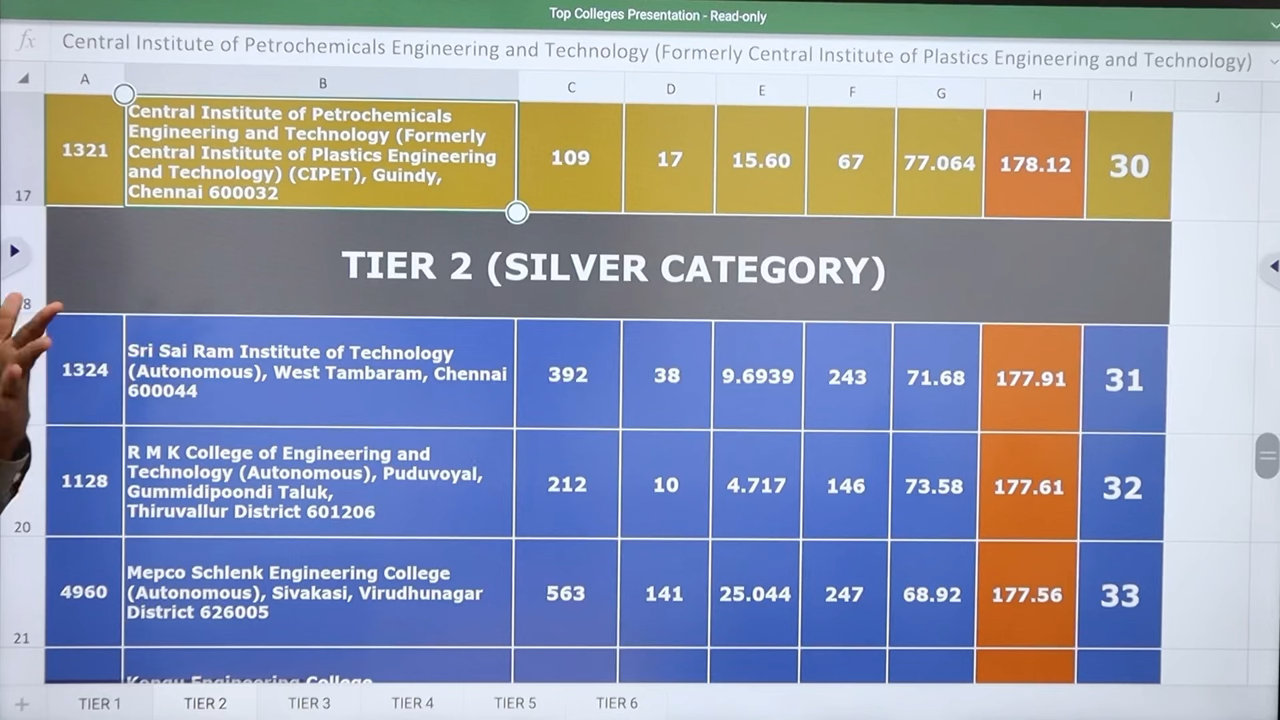 Top Colleges Presentation - Read-only
fx Central Institute of Petrochemicals Engineering and Technology (Formerly Central Institute of Plastics Engineering and Technology)
A B C D E F G H I J
17
1321
Central Institute of Petrochemicals
Engineering and Technology (Formerly
Central Institute of Plastics Engineering
and Technology) (CIPET), Guindy,
Chennai 600032
109 17 15.60 67 77.064 178.12 30
TIER 2 (SILVER CATEGORY)
1324
Sri Sai Ram Institute of Technology
(Autonomous), West Tambaram, Chennai
600044
392 38 9.6939 243 71.68 177.91 31
20
1128
R M K College of Engineering and
Technology (Autonomous), Puduvoyal,
Gummidipoondi Taluk,
Thiruvallur District 601206
212 10 4.717 146 73.58 177.61 32
21
4960
Mepco Schlenk Engineering College
(Autonomous), Sivakasi, Virudhunagar
District 626005
563 141 25.044 247 68.92 177.56 33
Engineering College
+ TIER 1 TIER 2 TIER 3 TIER 4 TIER 5 TIER 6